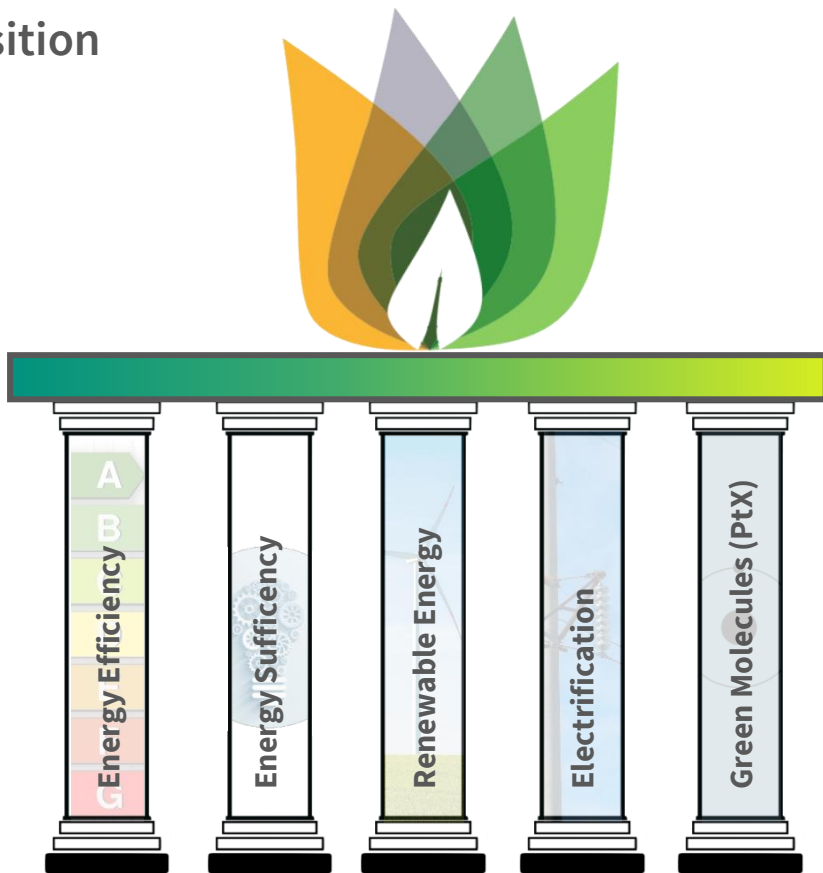 sition
A
B
G
Energy Efficiency
Energy Sufficency
Renewable Energy
Electrification
Green Molecules (PtX)